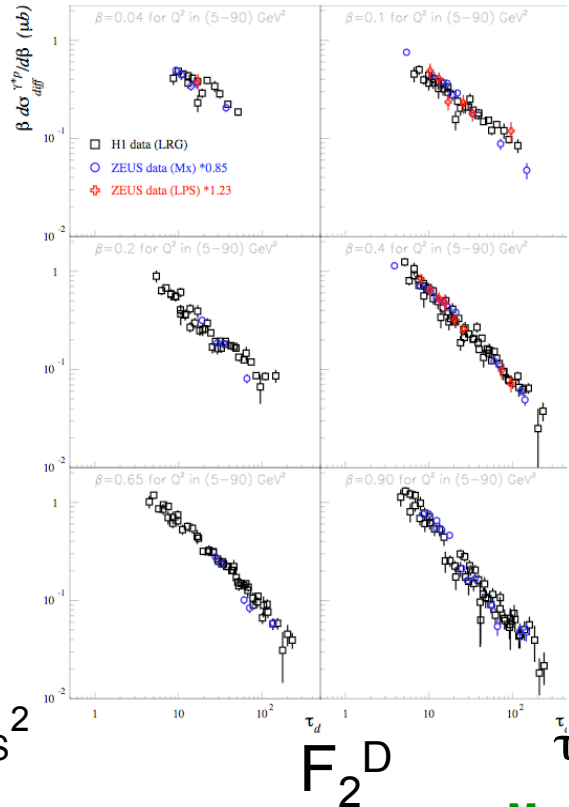 β dσ^γ*p_diff/dβ (μb)
β=0.04 for Q² in (5-90) GeV²
β=0.1 for Q² in (5-90) GeV²
1
10⁻¹
10⁻²
H1 data (LRG)
ZEUS data (Mx) *0.85
ZEUS data (LPS) *1.23
β=0.2 for Q² in (5-90) GeV²
β=0.4 for Q² in (5-90) GeV²
1
10⁻¹
10⁻²
β=0.65 for Q² in (5-90) GeV²
β=0.90 for Q² in (5-90) GeV²
1
10⁻¹
10⁻²
1 10 10² τ_d 1 10 10² τ
s² F₂ᴰ τ